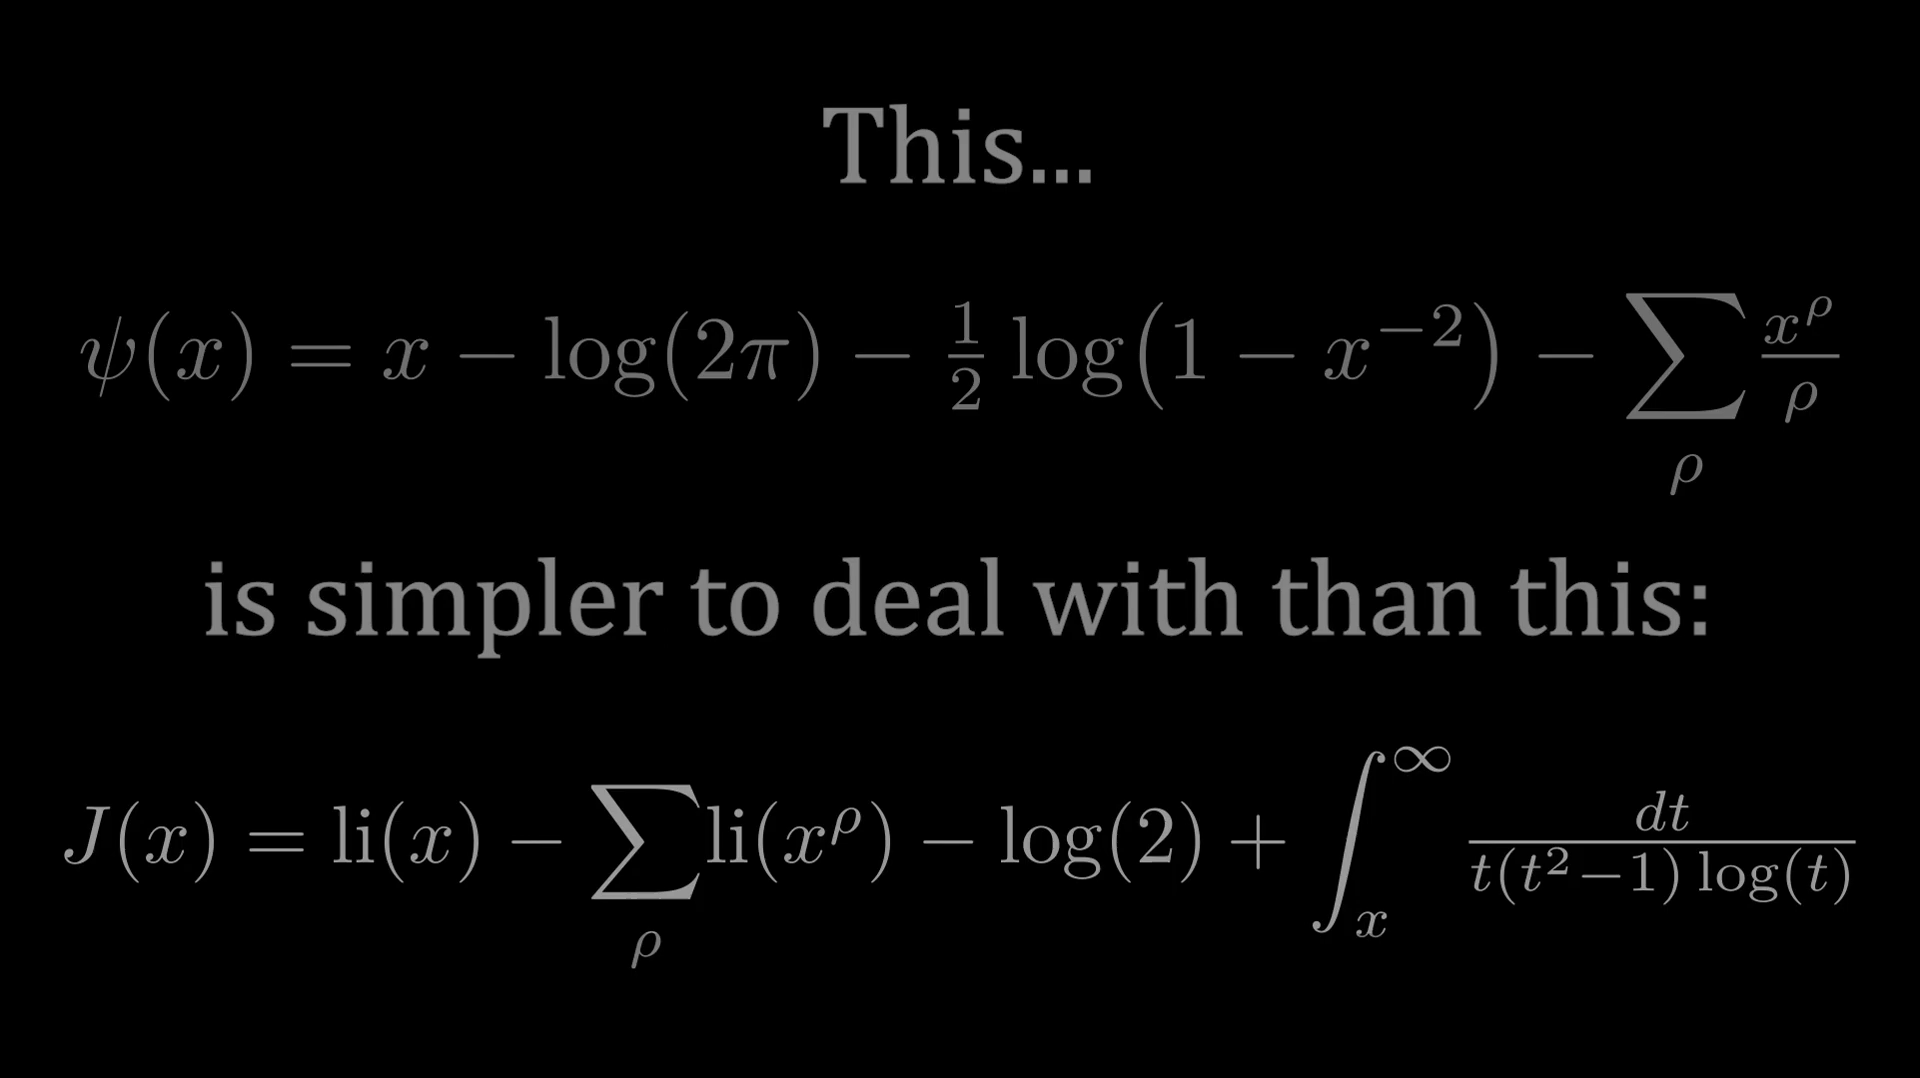 This...
ψ(x) = x − log(2π) − ½ log(1 − x⁻²) − ∑_ρ x^ρ/ρ
is simpler to deal with than this:
J(x) = li(x) − ∑_ρ li(x^ρ) − log(2) + ∫_x^∞ dt/(t(t²−1) log(t))